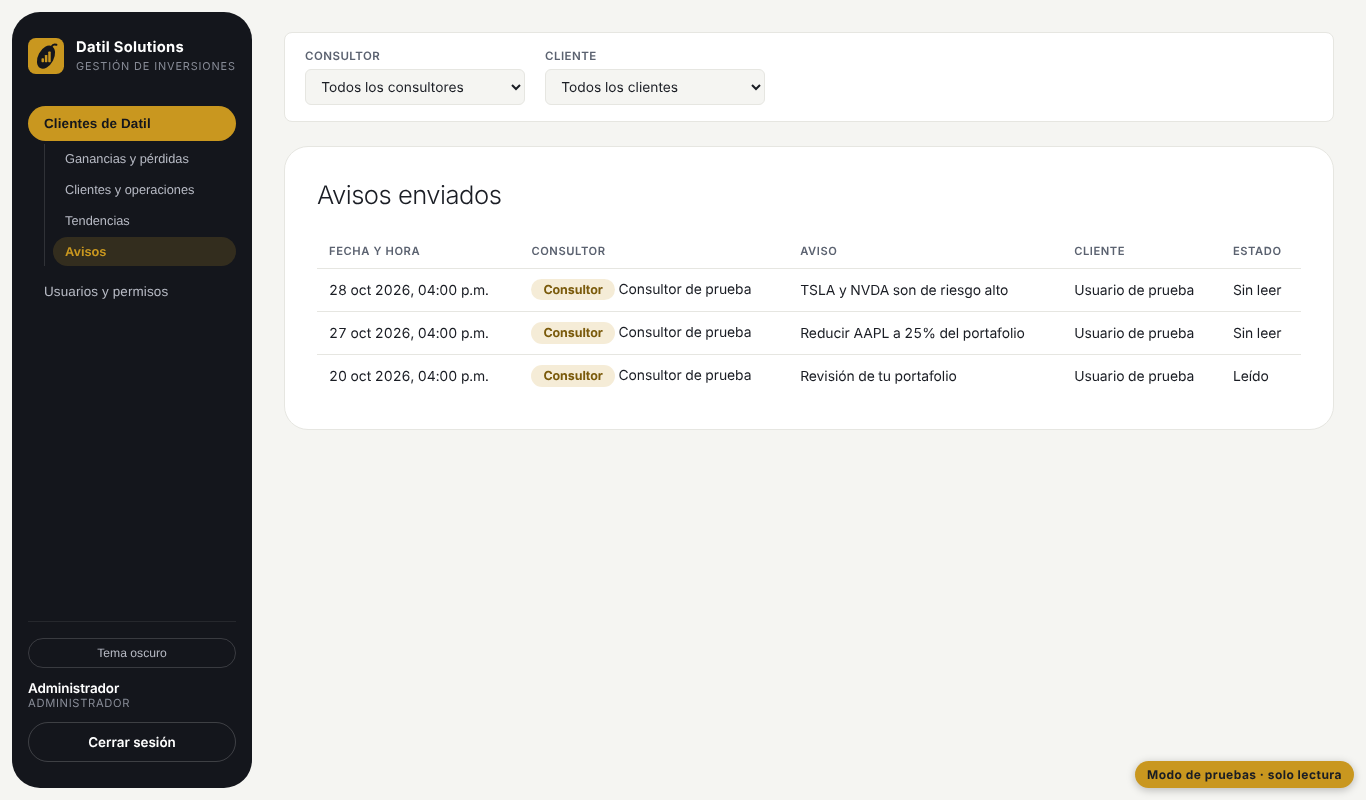 Datil Solutions
GESTIÓN DE INVERSIONES
Clientes de Datil
Ganancias y pérdidas
Clientes y operaciones
Tendencias
Avisos
Usuarios y permisos
Tema oscuro
Administrador
ADMINISTRADOR
Cerrar sesión
CONSULTOR CLIENTE
Todos los consultores Todos los clientes
Avisos enviados
FECHA Y HORA CONSULTOR AVISO CLIENTE ESTADO
28 oct 2026, 04:00 p.m. Consultor Consultor de prueba TSLA y NVDA son de riesgo alto Usuario de prueba Sin leer
27 oct 2026, 04:00 p.m. Consultor Consultor de prueba Reducir AAPL a 25% del portafolio Usuario de prueba Sin leer
20 oct 2026, 04:00 p.m. Consultor Consultor de prueba Revisión de tu portafolio Usuario de prueba Leído
Modo de pruebas · solo lectura